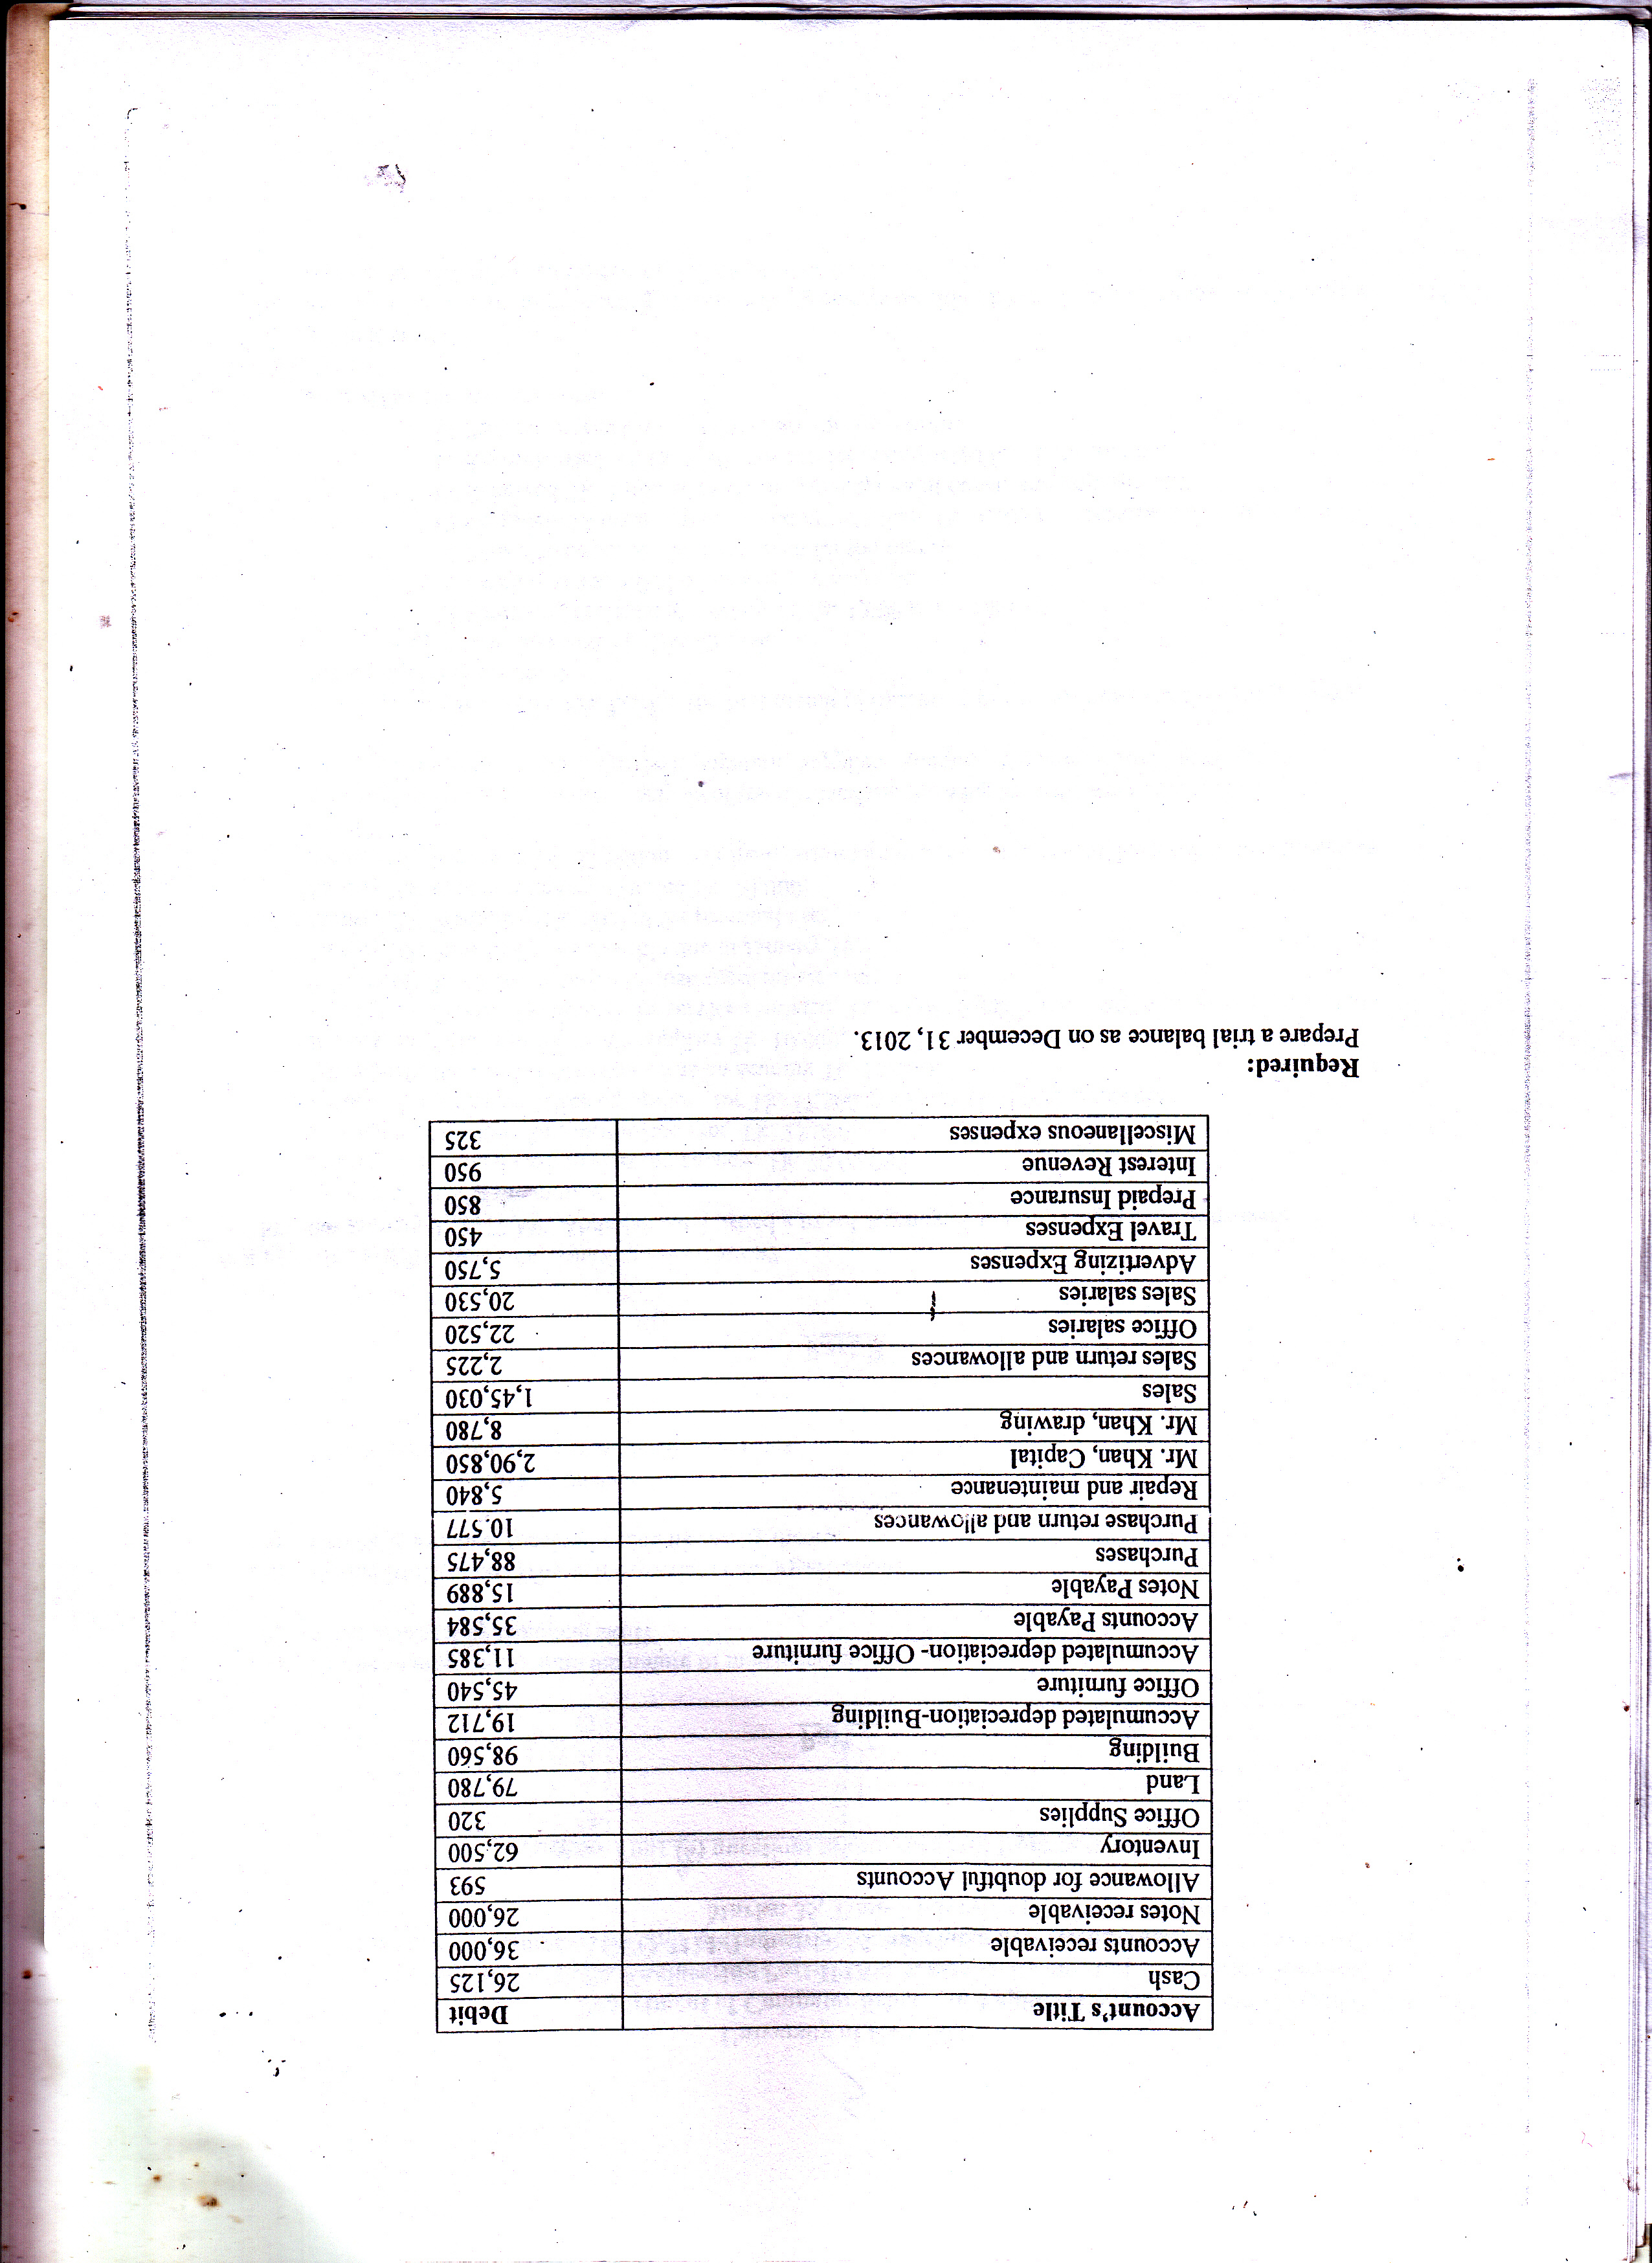 Account's Title Debit
Cash 26,125
Accounts receivable 36,000
Notes receivable 26,000
Allowance for doubtful Accounts 593
Inventory 62,500
Office Supplies 320
Land 79,780
Building 98,560
Accumulated depreciation-Building 19,712
Office furniture 45,540
Accumulated depreciation- Office furniture 11,385
Accounts Payable 35,584
Notes Payable 15,889
Purchases 88,475
Purchase return and allowances 10.577
Repair and maintenance 5,840
Mr. Khan, Capital 2,90,850
Mr. Khan, drawing 8,780
Sales 1,45,030
Sales return and allowances 2,225
Office salaries 22,520
Sales salaries 20,530
Advertizing Expenses 5,750
Travel Expenses 450
Prepaid Insurance 850
Interest Revenue 950
Miscellaneous expenses 325
Required:
Prepare a trial balance as on December 31, 2013.